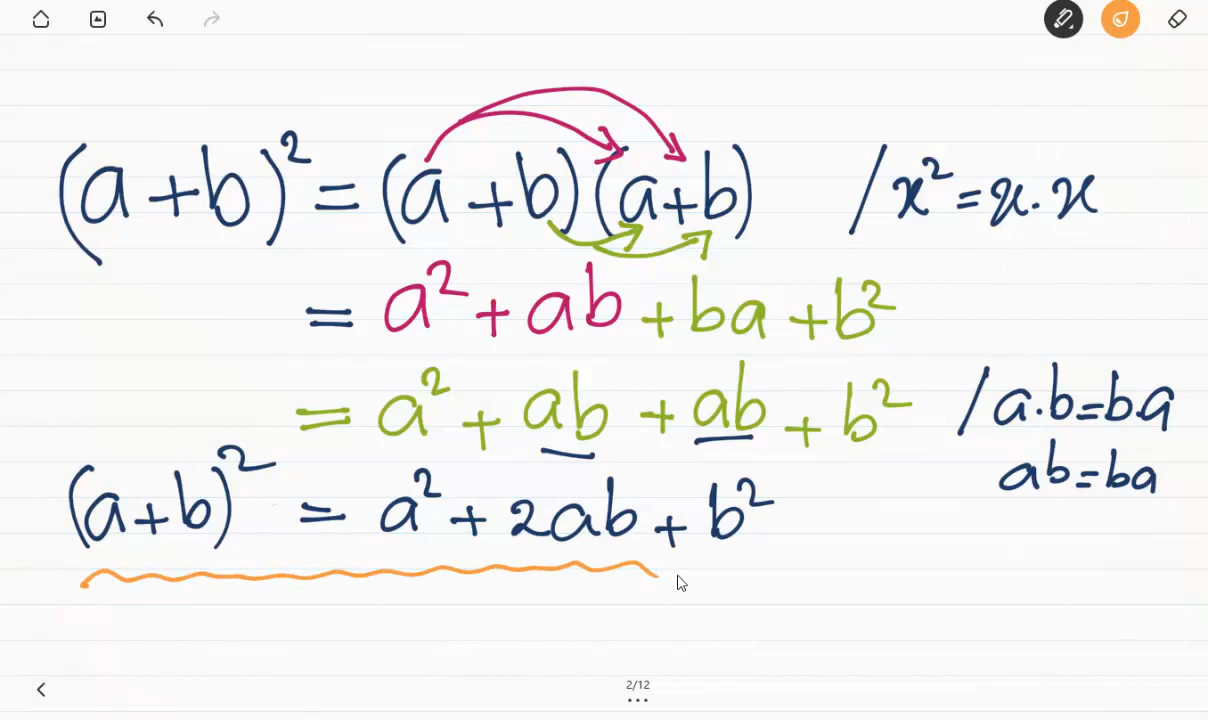 (a+b)² = (a+b)(a+b) /x² = x.x
= a² + ab + ba + b²
= a² + ab + ab + b² /a.b=ba
ab=ba
(a+b)² = a² + 2ab + b²
2/12